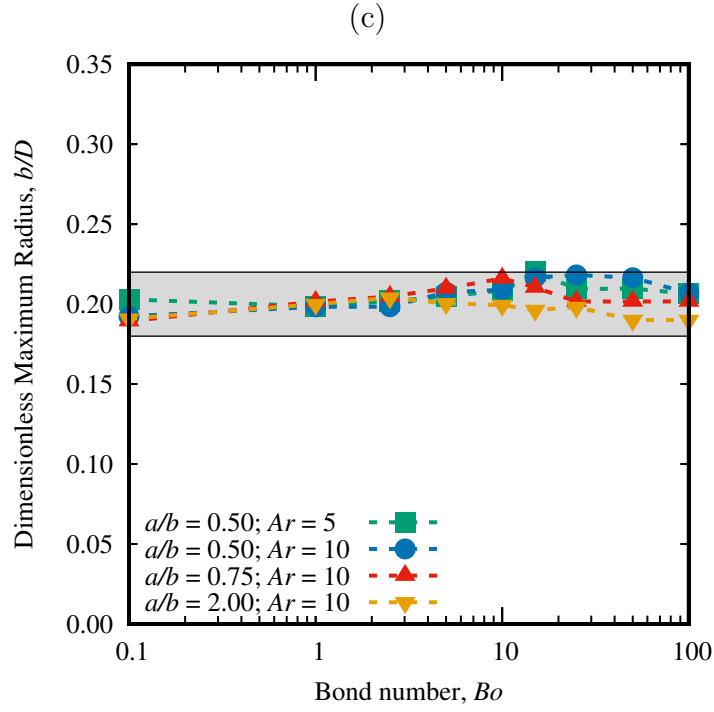 (c)
Dimensionless Maximum Radius, b/D
0.35
0.30
0.25
0.20
0.15
0.10
0.05
0.00
a/b = 0.50; Ar = 5
a/b = 0.50; Ar = 10
a/b = 0.75; Ar = 10
a/b = 2.00; Ar = 10
0.1
1
10
100
Bond number, Bo